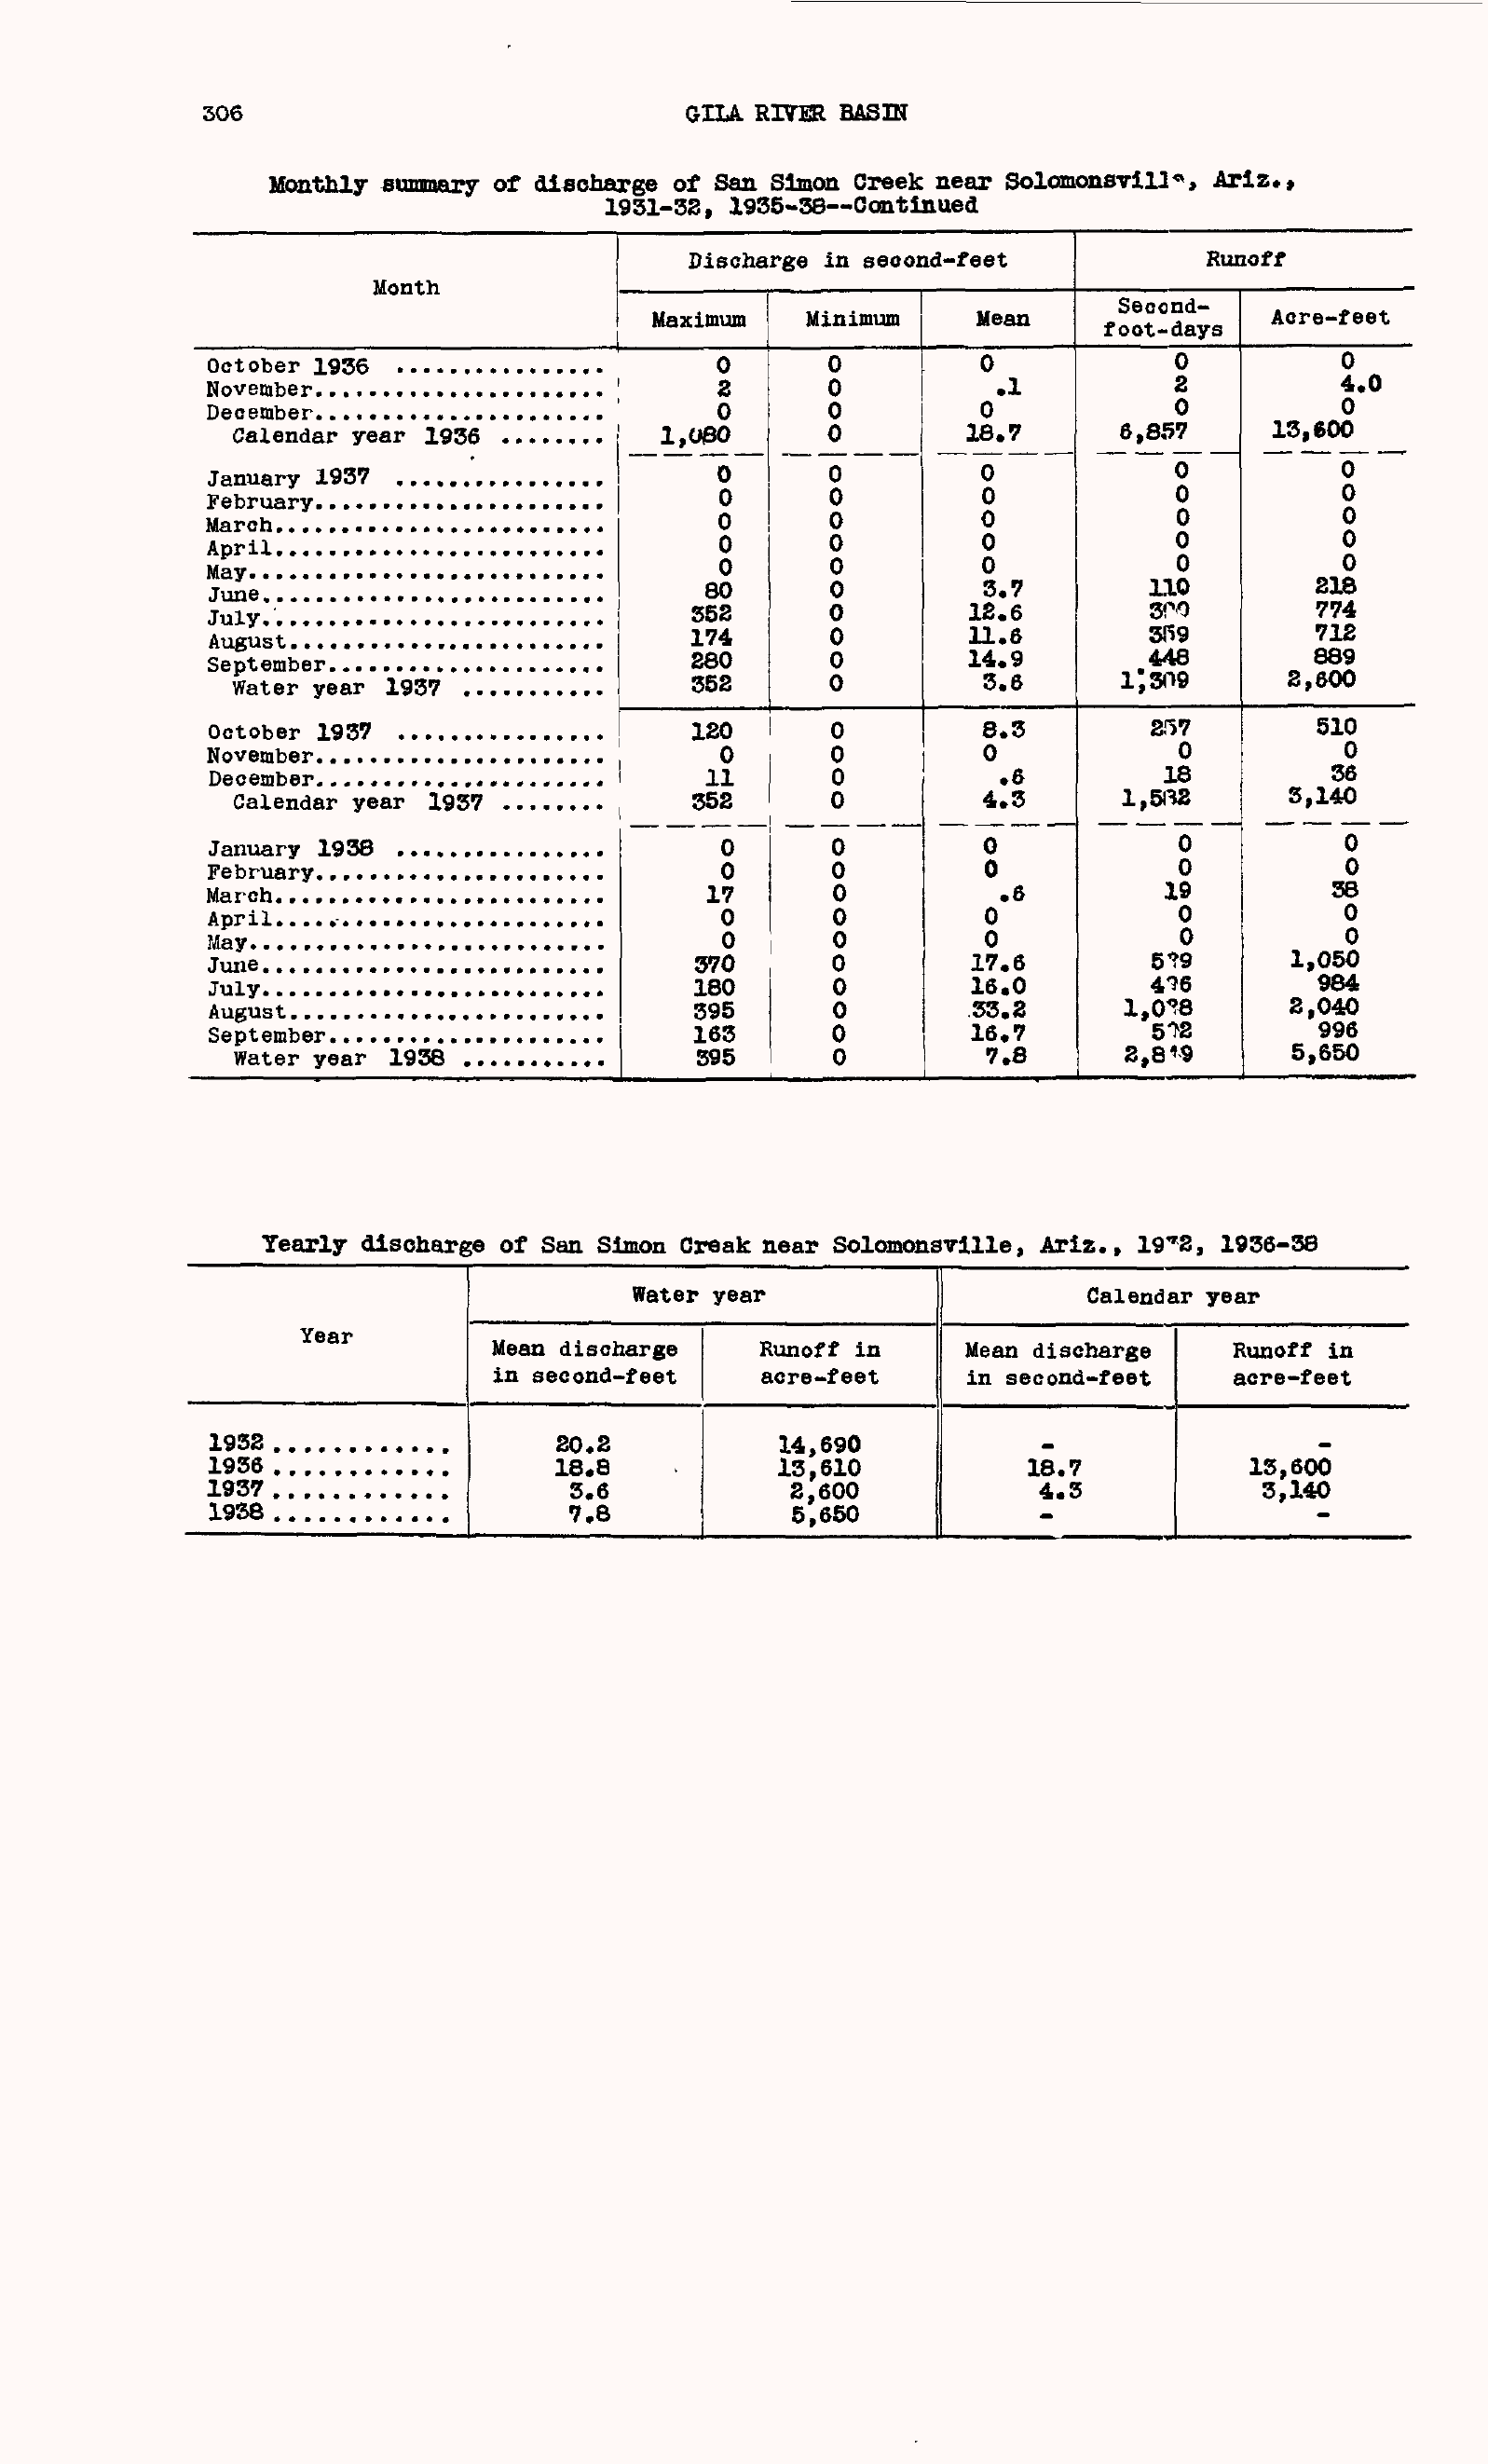 306 GILA RIVER BASIN
Monthly summary of discharge of San Simon Creek near Ariz.,
1931-32, 1935-38--Continued
Month Discharge in second-feet Runoff
Maximum Minimum Mean Second-foot-days Acre-feet
October 1936 ................ 0 0 0 0 0
November...................... 2 0 .1 2 4.0
December...................... 0 0 0 0 0
Calendar year 1936 ........ 1,080 0 18.7 6,857 13,600
January 1937 ................ 0 0 0 0 0
February...................... 0 0 0 0 0
March......................... 0 0 0 0 0
April......................... 0 0 0 0 0
May........................... 0 0 0 0 0
June.......................... 80 0 3.7 110 218
July.......................... 352 0 12.6 774
August........................ 174 0 11.6 359 712
September..................... 280 0 14.9 448 889
Water year 1937 ........... 352 0 3.6 1,309 2,600
October 1937 ................ 120 0 8.3 257 510
November...................... 0 0 0 0 0
December...................... 11 0 .6 18 36
Calendar year 1937 ........ 352 0 4.3 3,140
January 1938 ................ 0 0 0 0 0
February...................... 0 0 0 0 0
March......................... 17 0 .6 19 38
April......................... 0 0 0 0 0
May........................... 0 0 0 0 0
June.......................... 370 0 17.6 1,050
July.......................... 180 0 16.0 984
August........................ 395 0 33.2 2,040
September..................... 163 0 16.7 996
Water year 1938 ........... 395 0 7.8 5,650
Yearly discharge of San Simon Creak near Solomonsville, Ariz., 1936-38
Year Water year Calendar year
Mean discharge in second-feet Runoff in acre-feet Mean discharge in second-feet Runoff in acre-feet
1932 ............ 20.2 14,690 - -
1936 ............ 18.8 13,610 18.7 13,600
1937 ............ 3.6 2,600 4.3 3,140
1938 ............ 7.8 5,650 - -